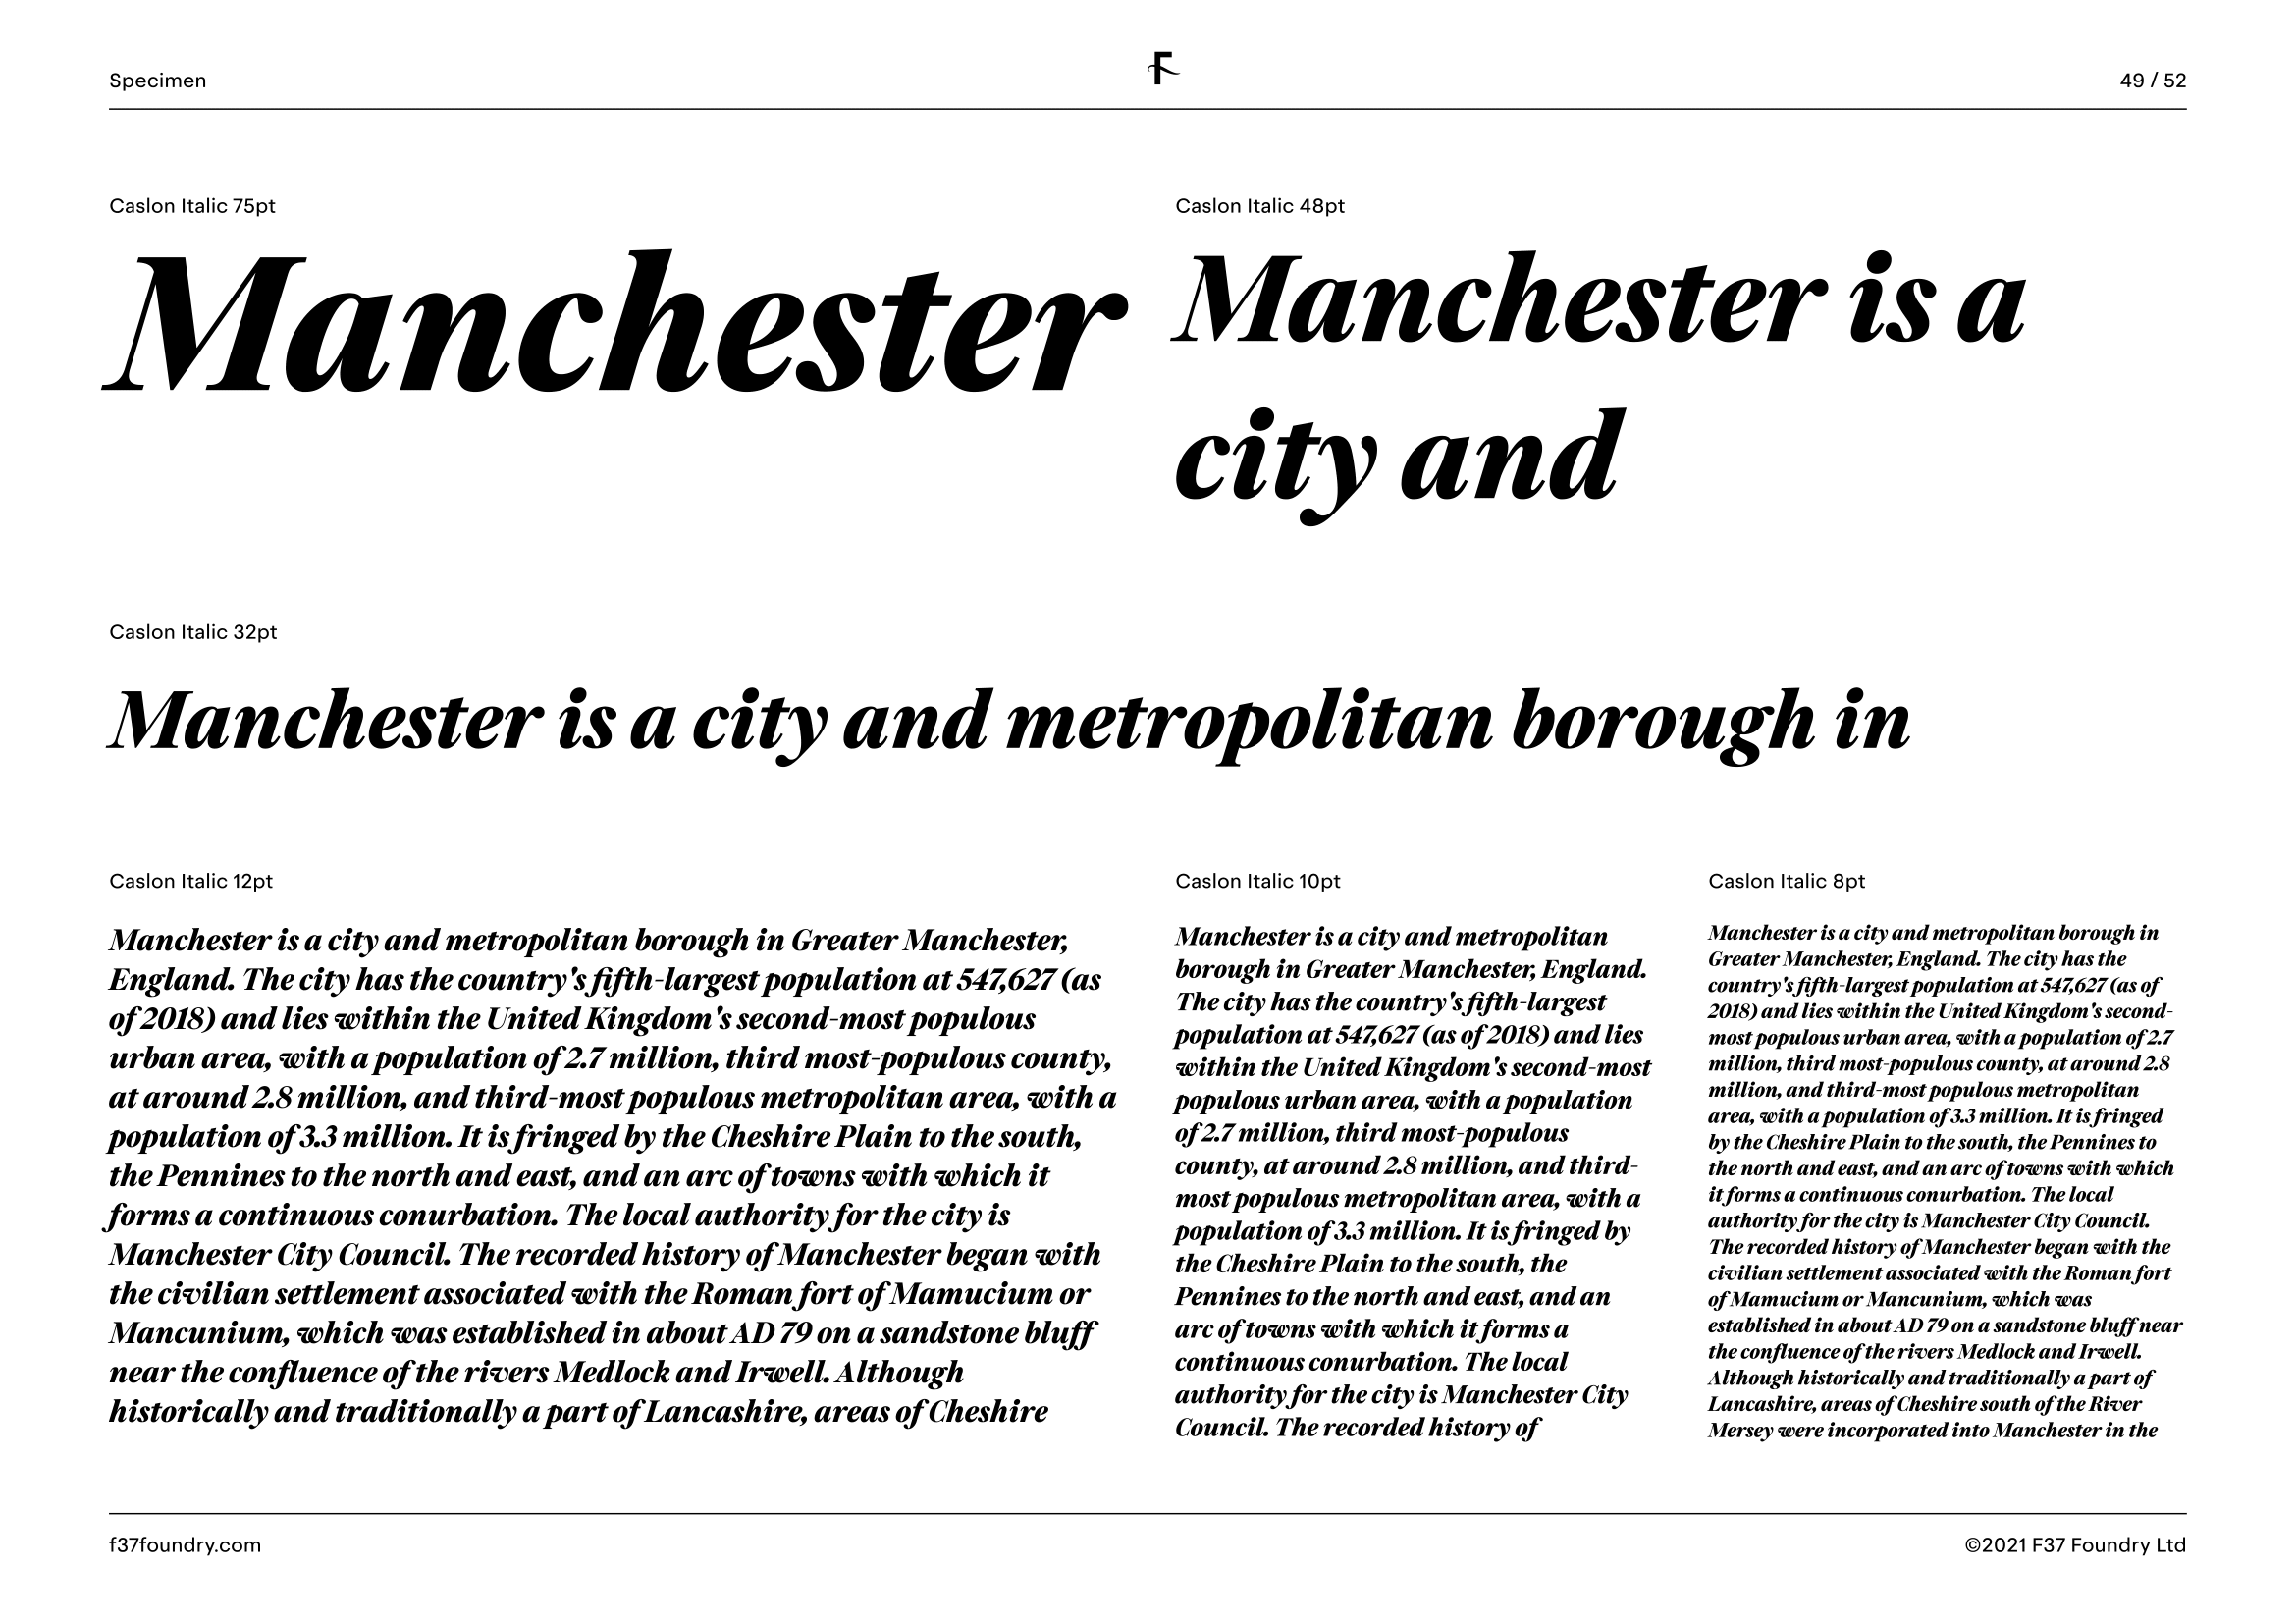 Specimen
F
49 / 52
Caslon Italic 75pt
Manchester
Caslon Italic 48pt
Manchester is a
city and
Caslon Italic 32pt
Manchester is a city and metropolitan borough in
Caslon Italic 12pt
Manchester is a city and metropolitan borough in Greater Manchester,
England. The city has the country's fifth-largest population at 547,627 (as
of 2018) and lies within the United Kingdom's second-most populous
urban area, with a population of 2.7 million, third most-populous county,
at around 2.8 million, and third-most populous metropolitan area, with a
population of 3.3 million. It is fringed by the Cheshire Plain to the south,
the Pennines to the north and east, and an arc of towns with which it
forms a continuous conurbation. The local authority for the city is
Manchester City Council. The recorded history of Manchester began with
the civilian settlement associated with the Roman fort of Mamucium or
Mancunium, which was established in about AD 79 on a sandstone bluff
near the confluence of the rivers Medlock and Irwell. Although
historically and traditionally a part of Lancashire, areas of Cheshire
Caslon Italic 10pt
Manchester is a city and metropolitan
borough in Greater Manchester, England.
The city has the country's fifth-largest
population at 547,627 (as of 2018) and lies
within the United Kingdom's second-most
populous urban area, with a population
of 2.7 million, third most-populous
county, at around 2.8 million, and third-
most populous metropolitan area, with a
population of 3.3 million. It is fringed by
the Cheshire Plain to the south, the
Pennines to the north and east, and an
arc of towns with which it forms a
continuous conurbation. The local
authority for the city is Manchester City
Council. The recorded history of
Caslon Italic 8pt
Manchester is a city and metropolitan borough in
Greater Manchester, England. The city has the
country's fifth-largest population at 547,627 (as of
2018) and lies within the United Kingdom's second-
most populous urban area, with a population of 2.7
million, third most-populous county, at around 2.8
million, and third-most populous metropolitan
area, with a population of 3.3 million. It is fringed
by the Cheshire Plain to the south, the Pennines to
the north and east, and an arc of towns with which
it forms a continuous conurbation. The local
authority for the city is Manchester City Council.
The recorded history of Manchester began with the
civilian settlement associated with the Roman fort
of Mamucium or Mancunium, which was
established in about AD 79 on a sandstone bluff near
the confluence of the rivers Medlock and Irwell.
Although historically and traditionally a part of
Lancashire, areas of Cheshire south of the River
Mersey were incorporated into Manchester in the
f37foundry.com
©2021 F37 Foundry Ltd